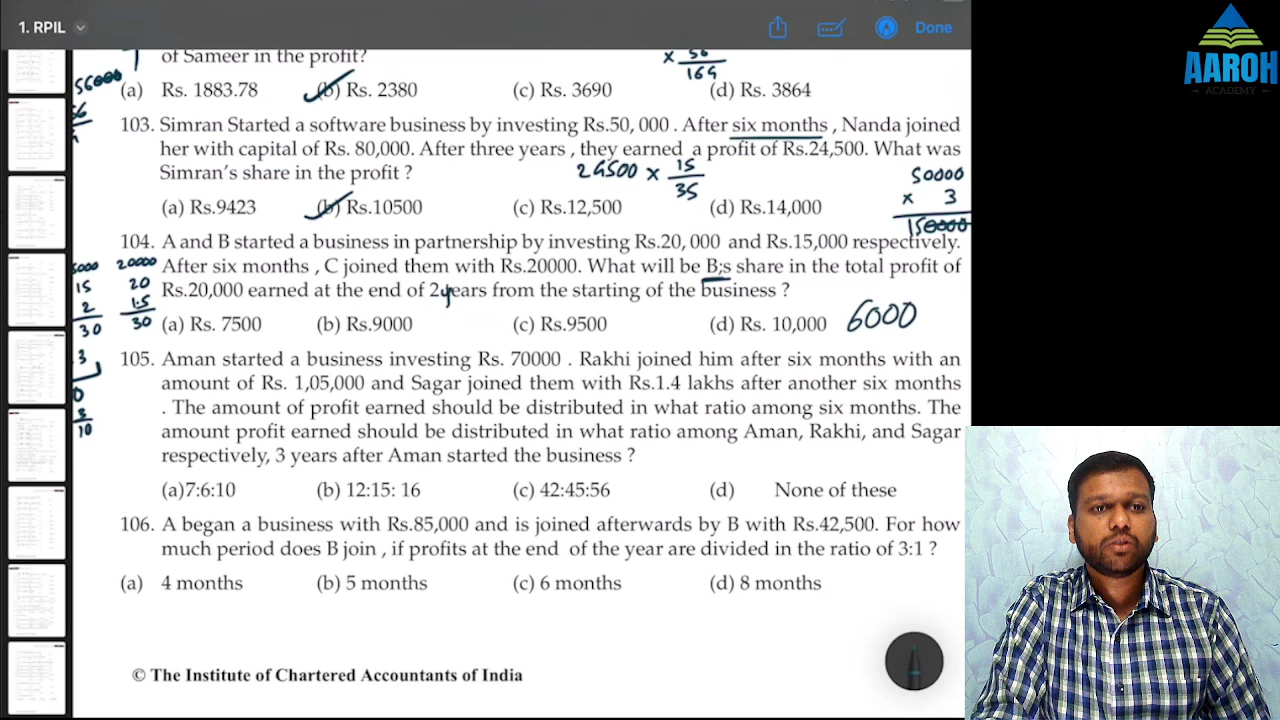 1. RPIL
Done
AAROH
ACADEMY
of Sameer in the profit?
× 56
164
(a) Rs. 1883.78 (b) Rs. 2380 (c) Rs. 3690 (d) Rs. 3864
103. Simran Started a software business by investing Rs.50, 000 . After six months , Nanda joined
her with capital of Rs. 80,000. After three years , they earned a profit of Rs.24,500. What was
Simran's share in the profit ?
24500 × 15
35
50000
× 3
150000
(a) Rs.9423 (b) Rs.10500 (c) Rs.12,500 (d) Rs.14,000
104. A and B started a business in partnership by investing Rs.20, 000 and Rs.15,000 respectively.
After six months , C joined them with Rs.20,000. What will be B,s share in the total profit of
Rs.20,000 earned at the end of 2 years from the starting of the business ?
20000
20
15
30
15
2
30
3
10
(a) Rs. 7500 (b) Rs.9000 (c) Rs.9500 (d) Rs. 10,000 6000
105. Aman started a business investing Rs. 70000 . Rakhi joined him after six months with an
amount of Rs. 1,05,000 and Sagar joined them with Rs.1.4 lakhs after another six months
. The amount of profit earned should be distributed in what ratio among six months. The
amount profit earned should be distributed in what ratio among Aman, Rakhi, and Sagar
respectively, 3 years after Aman started the business ?
(a) 7:6:10 (b) 12:15: 16 (c) 42:45:56 (d) None of these
106. A began a business with Rs.85,000 and is joined afterwards by B with Rs.42,500. For how
much period does B join , if profits at the end of the year are divided in the ratio of 3:1 ?
(a) 4 months (b) 5 months (c) 6 months (d) 8 months
© The Institute of Chartered Accountants of India